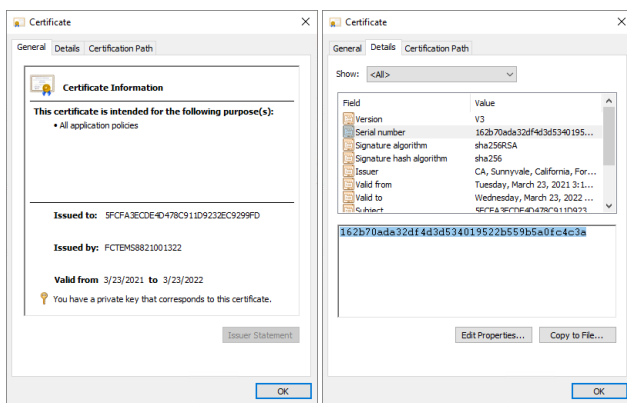 Certificate
General Details Certification Path
Certificate Information
This certificate is intended for the following purpose(s):
• All application policies
Issued to: 5FCFA3ECDE4D478C911D9232EC9299FD
Issued by: FCTEMS8821001322
Valid from 3/23/2021 to 3/23/2022
You have a private key that corresponds to this certificate.
Issuer Statement
OK
Certificate
General Details Certification Path
Show: <All>
Field Value
Version V3
Serial number 162b70ada32df4d3d5340195...
Signature algorithm sha256RSA
Signature hash algorithm sha256
Issuer CA, Sunnyvale, California, For...
Valid from Tuesday, March 23, 2021 3:1...
Valid to Wednesday, March 23, 2022 ...
Subject 5FCFA3ECDE4D478C911D923...
162b70ada32df4d3d534019522b559b5a0fc4c3a
Edit Properties... Copy to File...
OK